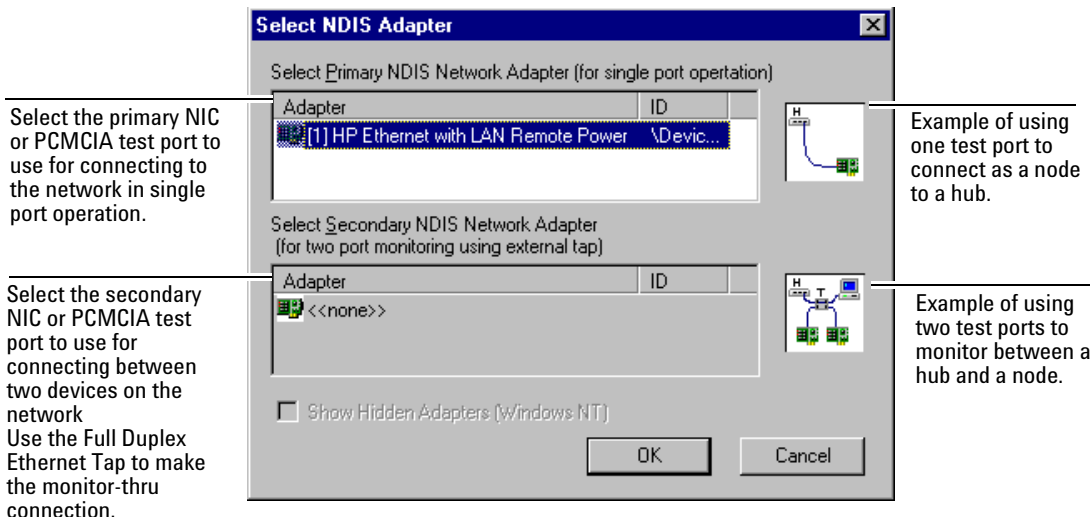 Select NDIS Adapter
Select Primary NDIS Network Adapter (for single port opertation)
Adapter ID
[1] HP Ethernet with LAN Remote Power \Devic...
H
Select Secondary NDIS Network Adapter
(for two port monitoring using external tap)
Adapter ID
<<none>>
H T
Show Hidden Adapters (Windows NT)
OK Cancel
Select the primary NIC
or PCMCIA test port to
use for connecting to
the network in single
port operation.
Select the secondary
NIC or PCMCIA test
port to use for
connecting between
two devices on the
network
Use the Full Duplex
Ethernet Tap to make
the monitor-thru
connection.
Example of using
one test port to
connect as a node
to a hub.
Example of using
two test ports to
monitor between a
hub and a node.